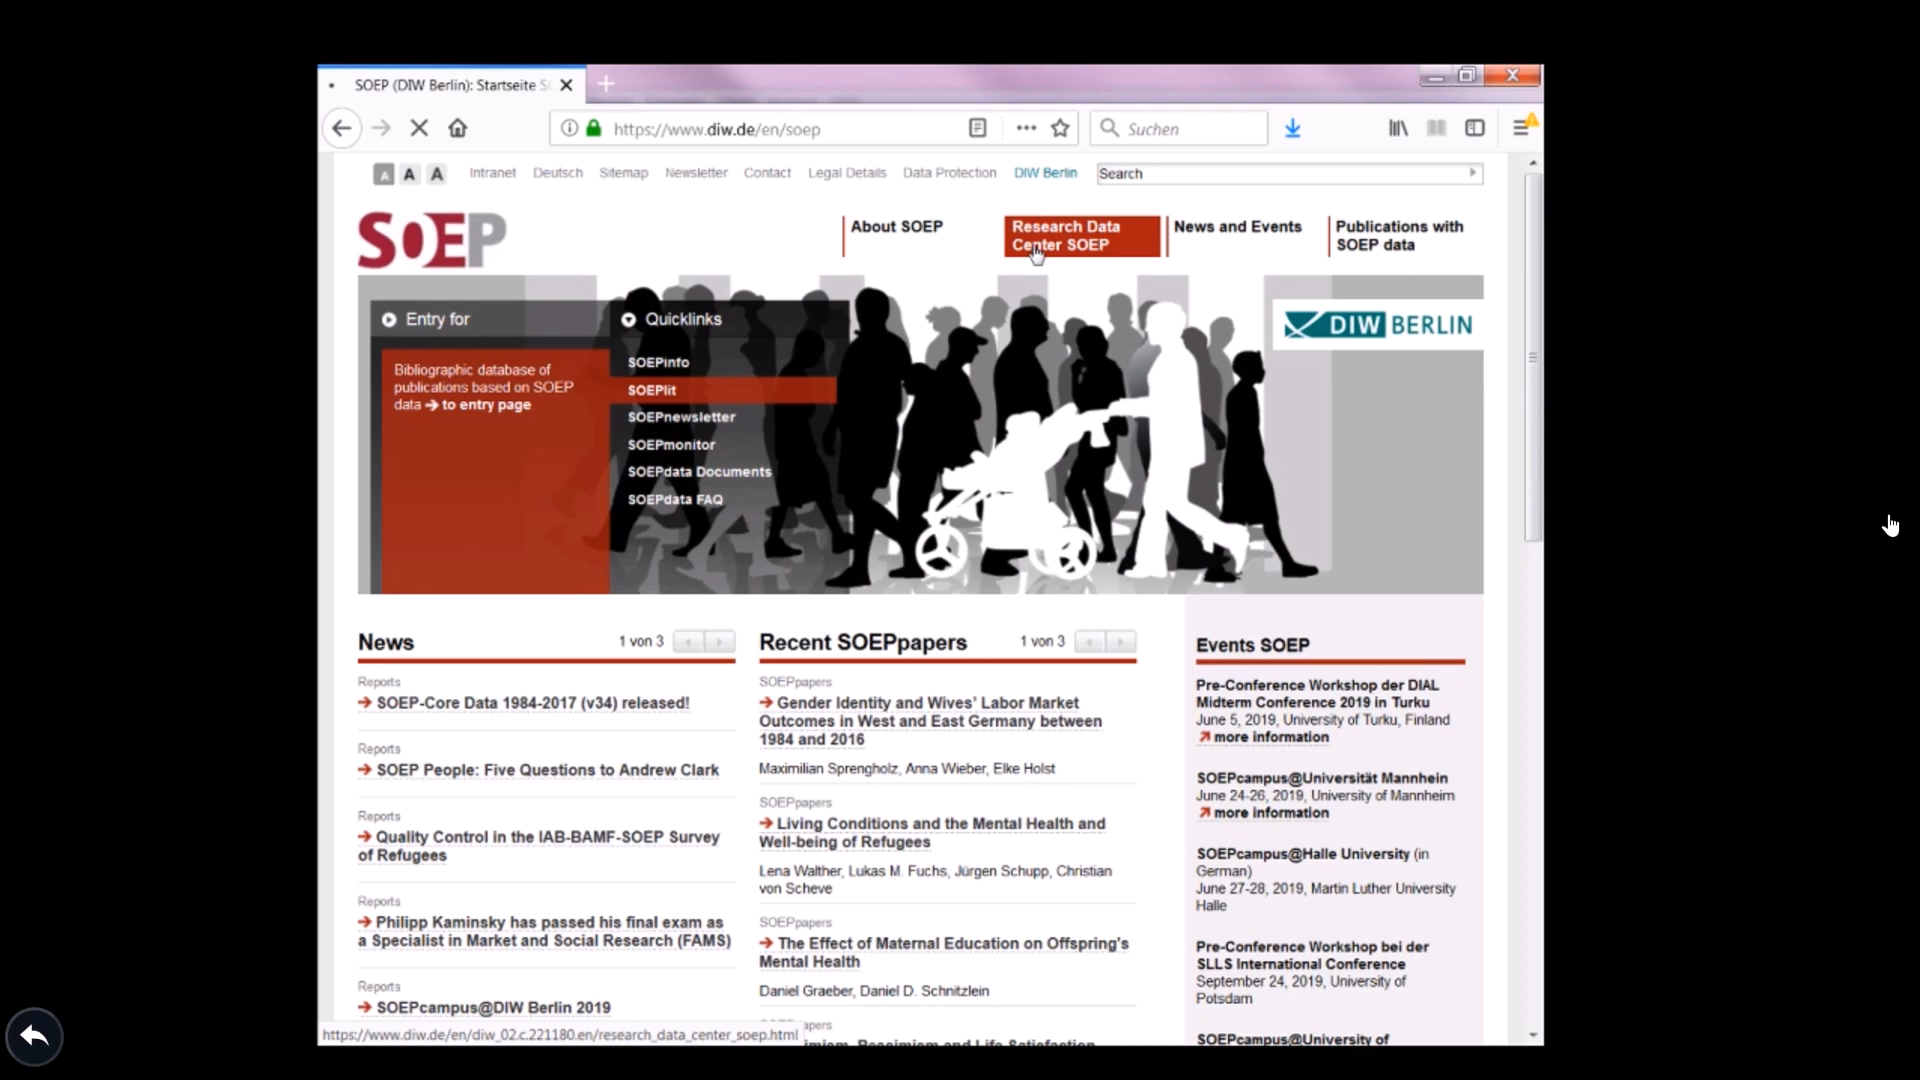 SOEP (DIW Berlin): Startseite
https://www.diw.de/en/soep
Suchen
A A A
Intranet Deutsch Sitemap Newsletter Contact Legal Details Data Protection DIW Berlin
Search
SOEP
About SOEP
Research Data
Center SOEP
News and Events
Publications with
SOEP data
Entry for
Bibliographic database of
publications based on SOEP
data to entry page
Quicklinks
SOEPinfo
SOEPlit
SOEPnewsletter
SOEPmonitor
SOEPdata Documents
SOEPdata FAQ
DIW BERLIN
News
1 von 3
Reports
SOEP-Core Data 1984-2017 (v34) released!
Reports
SOEP People: Five Questions to Andrew Clark
Reports
Quality Control in the IAB-BAMF-SOEP Survey
of Refugees
Reports
Philipp Kaminsky has passed his final exam as
a Specialist in Market and Social Research (FAMS)
Reports
SOEPcampus@DIW Berlin 2019
Recent SOEPpapers
1 von 3
SOEPpapers
Gender Identity and Wives' Labor Market
Outcomes in West and East Germany between
1984 and 2016
Maximilian Sprengholz, Anna Wieber, Elke Holst
SOEPpapers
Living Conditions and the Mental Health and
Well-being of Refugees
Lena Walther, Lukas M. Fuchs, Jürgen Schupp, Christian
von Scheve
SOEPpapers
The Effect of Maternal Education on Offspring's
Mental Health
Daniel Graeber, Daniel D. Schnitzlein
Events SOEP
Pre-Conference Workshop der DIAL
Midterm Conference 2019 in Turku
June 5, 2019, University of Turku, Finland
more information
SOEPcampus@Universität Mannhein
June 24-26, 2019, University of Mannheim
more information
SOEPcampus@Halle University (in
German)
June 27-28, 2019, Martin Luther University
Halle
Pre-Conference Workshop bei der
SLLS International Conference
September 24, 2019, University of
Potsdam
SOEPcampus@University of
https://www.diw.de/en/diw_02.c.221180.en/research_data_center_soep.html